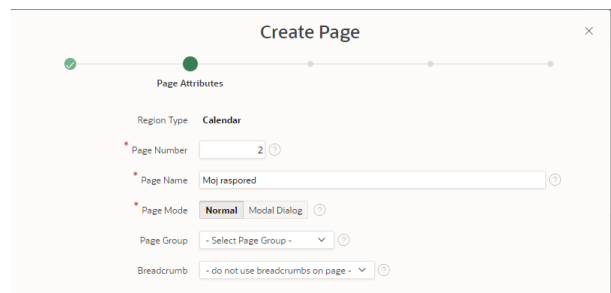 Create Page
Page Attributes
Region Type Calendar
* Page Number 2
* Page Name Moj raspored
* Page Mode Normal Modal Dialog
Page Group - Select Page Group -
Breadcrumb - do not use breadcrumbs on page -